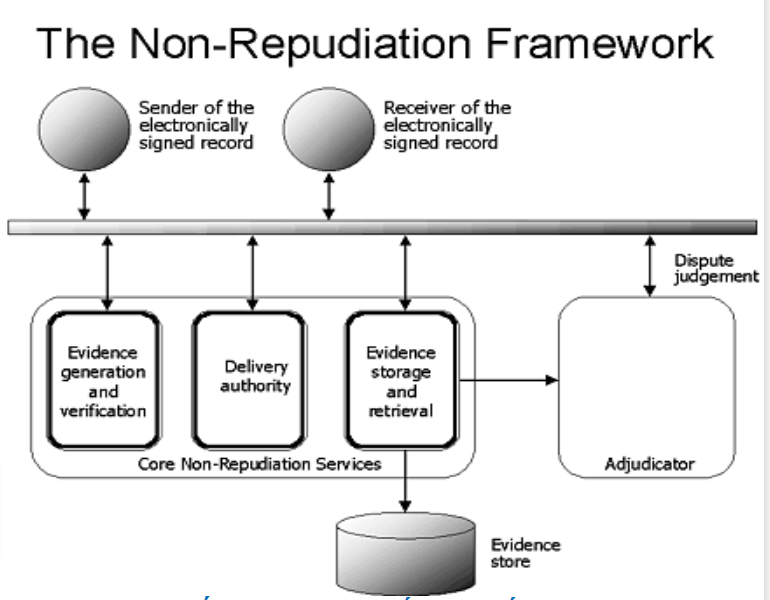 The Non-Repudiation Framework
Sender of the
electronically
signed record
Receiver of the
electronically
signed record
Dispute
judgement
Evidence
generation
and
verification
Delivery
authority
Evidence
storage
and
retrieval
Core Non-Repudiation Services
Adjudicator
Evidence
store